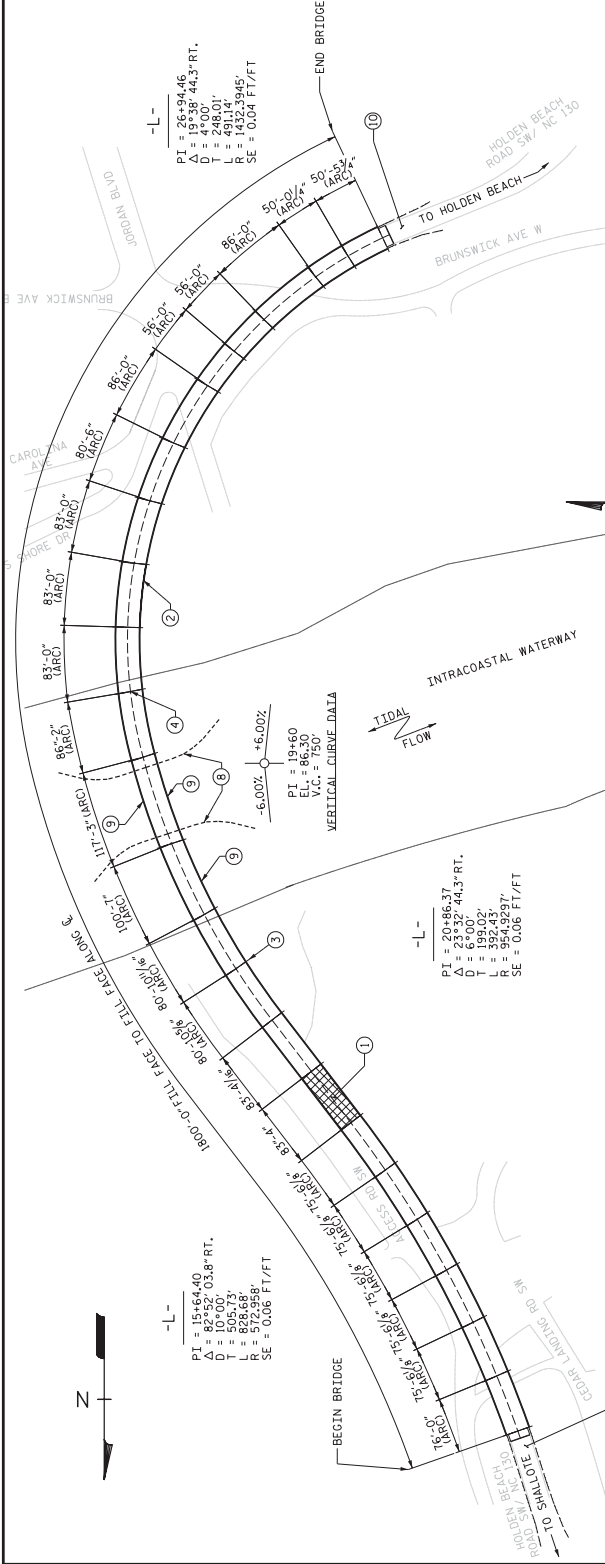 -L-
PI = 26+94.46
Δ = 19°38' 44.3" RT.
D = 4°00'
T = 248.01'
L = 491.14'
R = 1432.3945'
SE = 0.04 FT/FT
END BRIDGE
JORDAN BLVD
BRUNSWICK AVE E
CAROLINA
AVE
S SHORE DR
50'-5¾"
(ARC)
50'-0¼"
(ARC)
86'-0"
(ARC)
56'-0"
(ARC)
56'-0"
(ARC)
86'-0"
(ARC)
80'-6"
(ARC)
83'-0"
(ARC)
83'-0"
(ARC)
83'-0"
(ARC)
86'-2"
(ARC)
117'-3" (ARC)
100'-7"
(ARC)
80'-10 11/16"
(ARC)
80'-10⅝"
(ARC)
83'-4 1/16"
83'-4"
75'-6⅛"
(ARC)
75'-6⅛"
(ARC)
75'-6⅛"
(ARC)
75'-6⅛"
(ARC)
75'-6⅛"
(ARC)
76'-0"
(ARC)
10
HOLDEN BEACH
ROAD SW/ NC 130
TO HOLDEN BEACH
BRUNSWICK AVE W
2
4
8
9
9
9
3
1
-6.00%
+6.00%
PI = 19+60
EL. = 86.30
V.C. = 750'
VERTICAL CURVE DATA
TIDAL
FLOW
INTRACOASTAL WATERWAY
1800'-0" FILL FACE TO FILL FACE ALONG ℄
-L-
PI = 20+86.37
Δ = 23°32' 44.3" RT.
D = 6°00'
T = 199.02'
L = 392.43'
R = 954.9297'
SE = 0.06 FT/FT
-L-
PI = 15+64.40
Δ = 82°52' 03.8" RT.
D = 10°00'
T = 505.73'
L = 828.68'
R = 572.958'
SE = 0.06 FT/FT
N
BEGIN BRIDGE
ACCESS RD SW
CEDAR LANDING RD SW
HOLDEN BEACH
ROAD SW/ NC 130
TO SHALLOTE